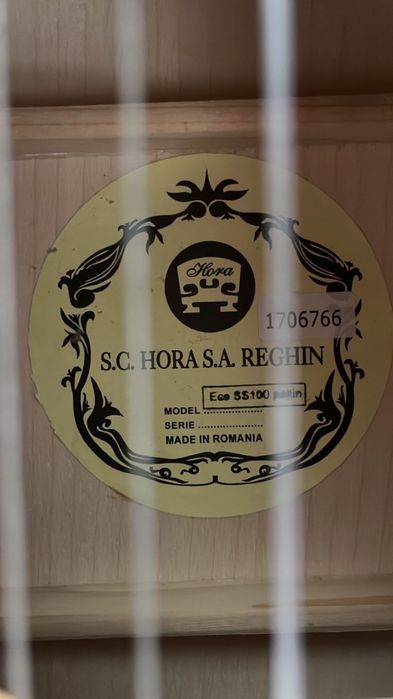 Hora
1706766
S.C. HORA S.A. REGHIN
Eco SS100 paltin
MODEL ......................
SERIE ......................
MADE IN ROMANIA